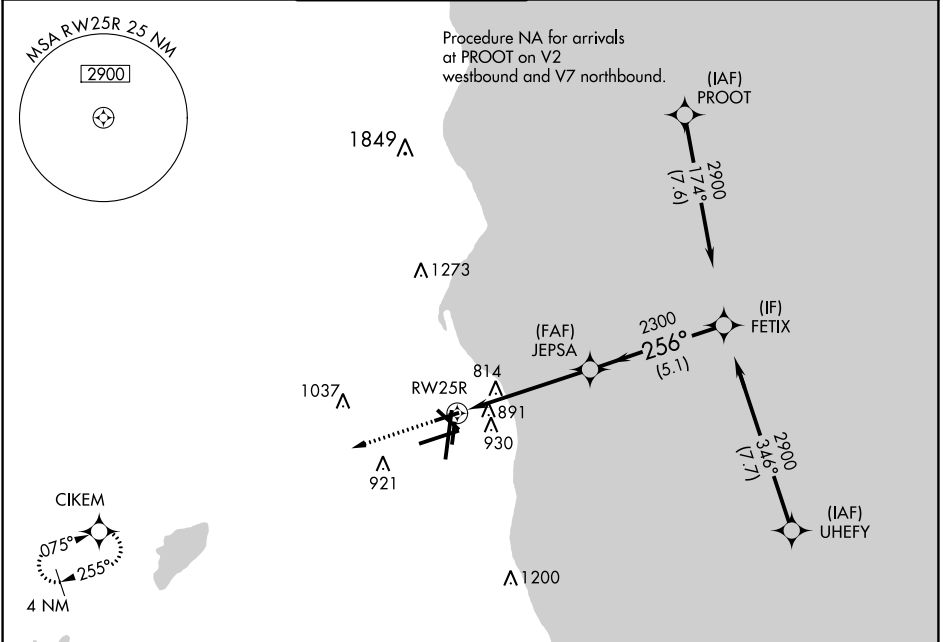 MSA RW25R 25 NM
2900
Procedure NA for arrivals
at PROOT on V2
westbound and V7 northbound.
(IAF)
PROOT
1849
2900
174°
(7.6)
1273
(IF)
FETIX
(FAF)
JEPSA
2300
256°
(5.1)
814
RW25R
1037
891
930
921
2900
346°
(7.7)
(IAF)
UHEFY
CIKEM
075°
255°
4 NM
1200